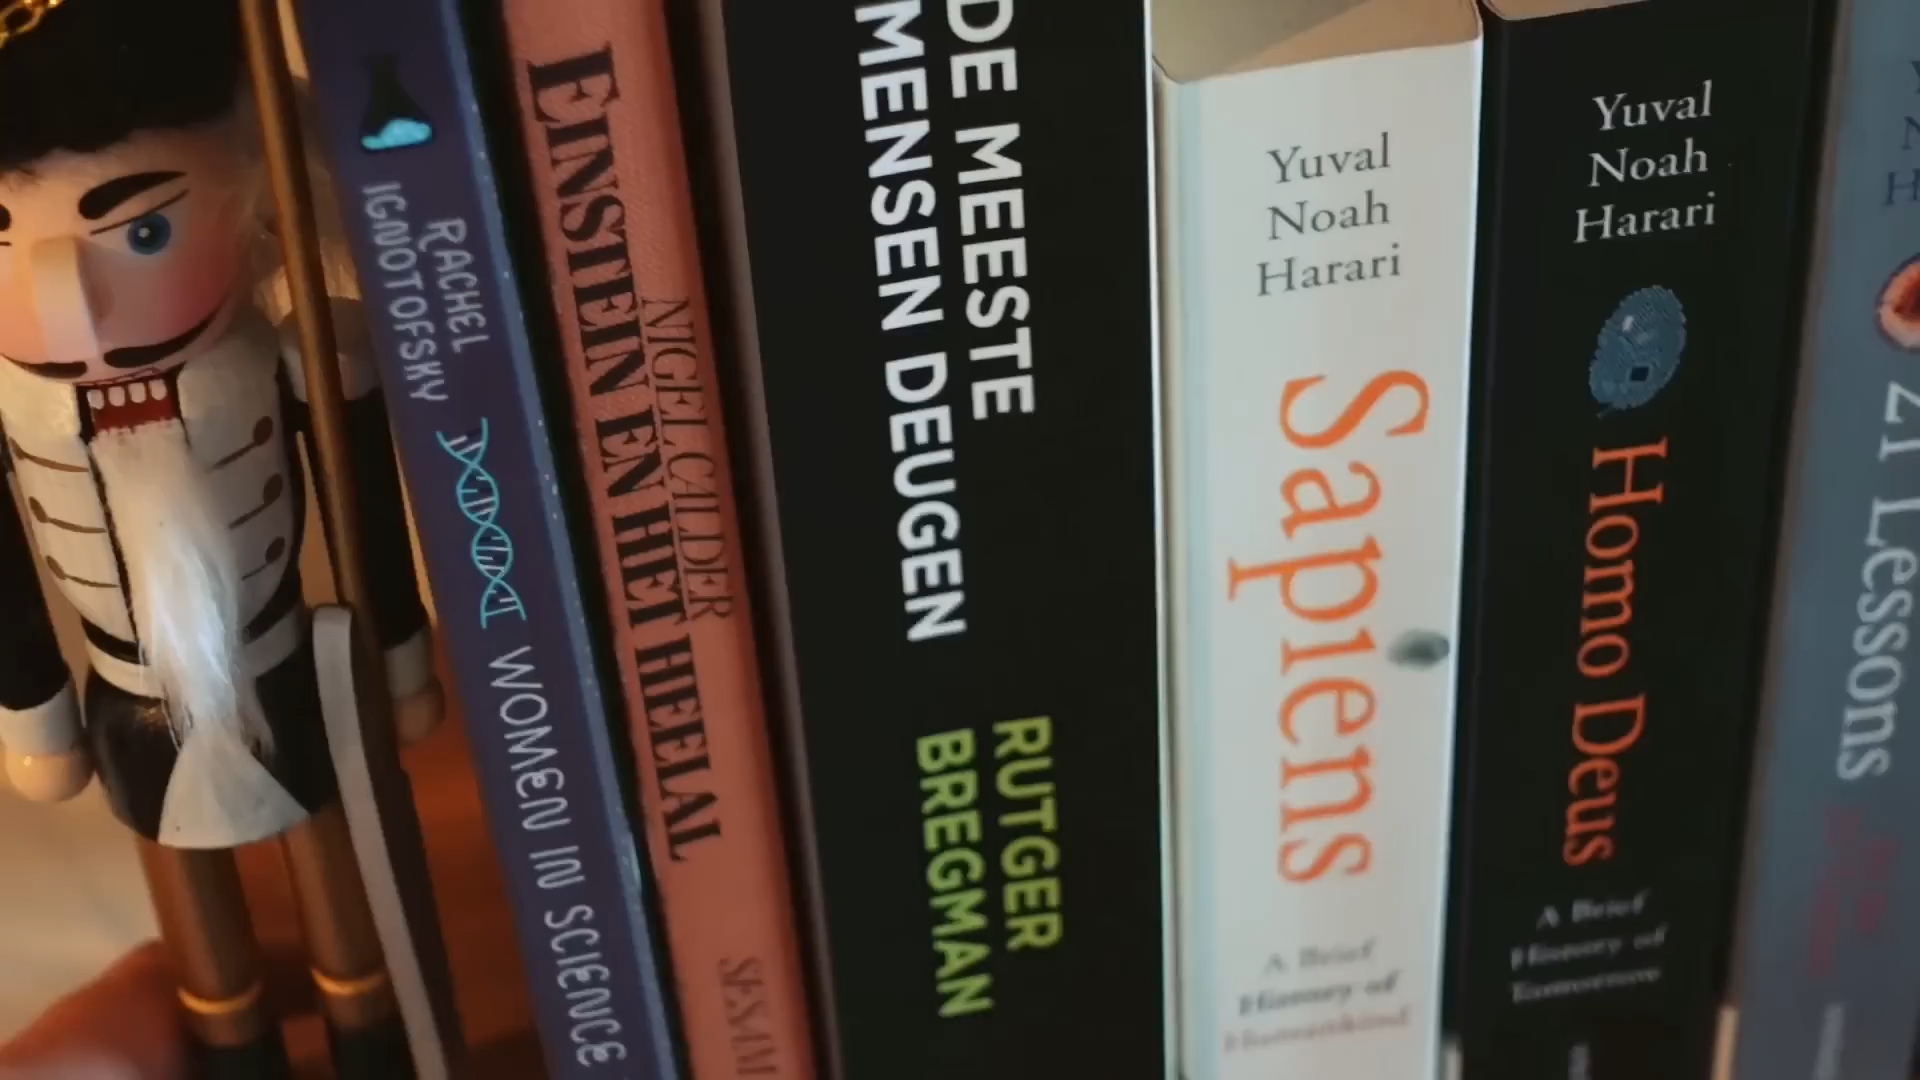 RACHEL
IGNOTOFSKY
WOMEN IN SCIENCE
EINSTEIN EN HET HEELAL
NIGEL CALDER
SESAM
DE MEESTE
MENSEN DEUGEN
RUTGER
BREGMAN
Yuval
Noah
Harari
Sapiens
A Brief
History of
Humankind
Yuval
Noah
Harari
Homo Deus
A Brief
History of
Tomorrow
21 Lessons